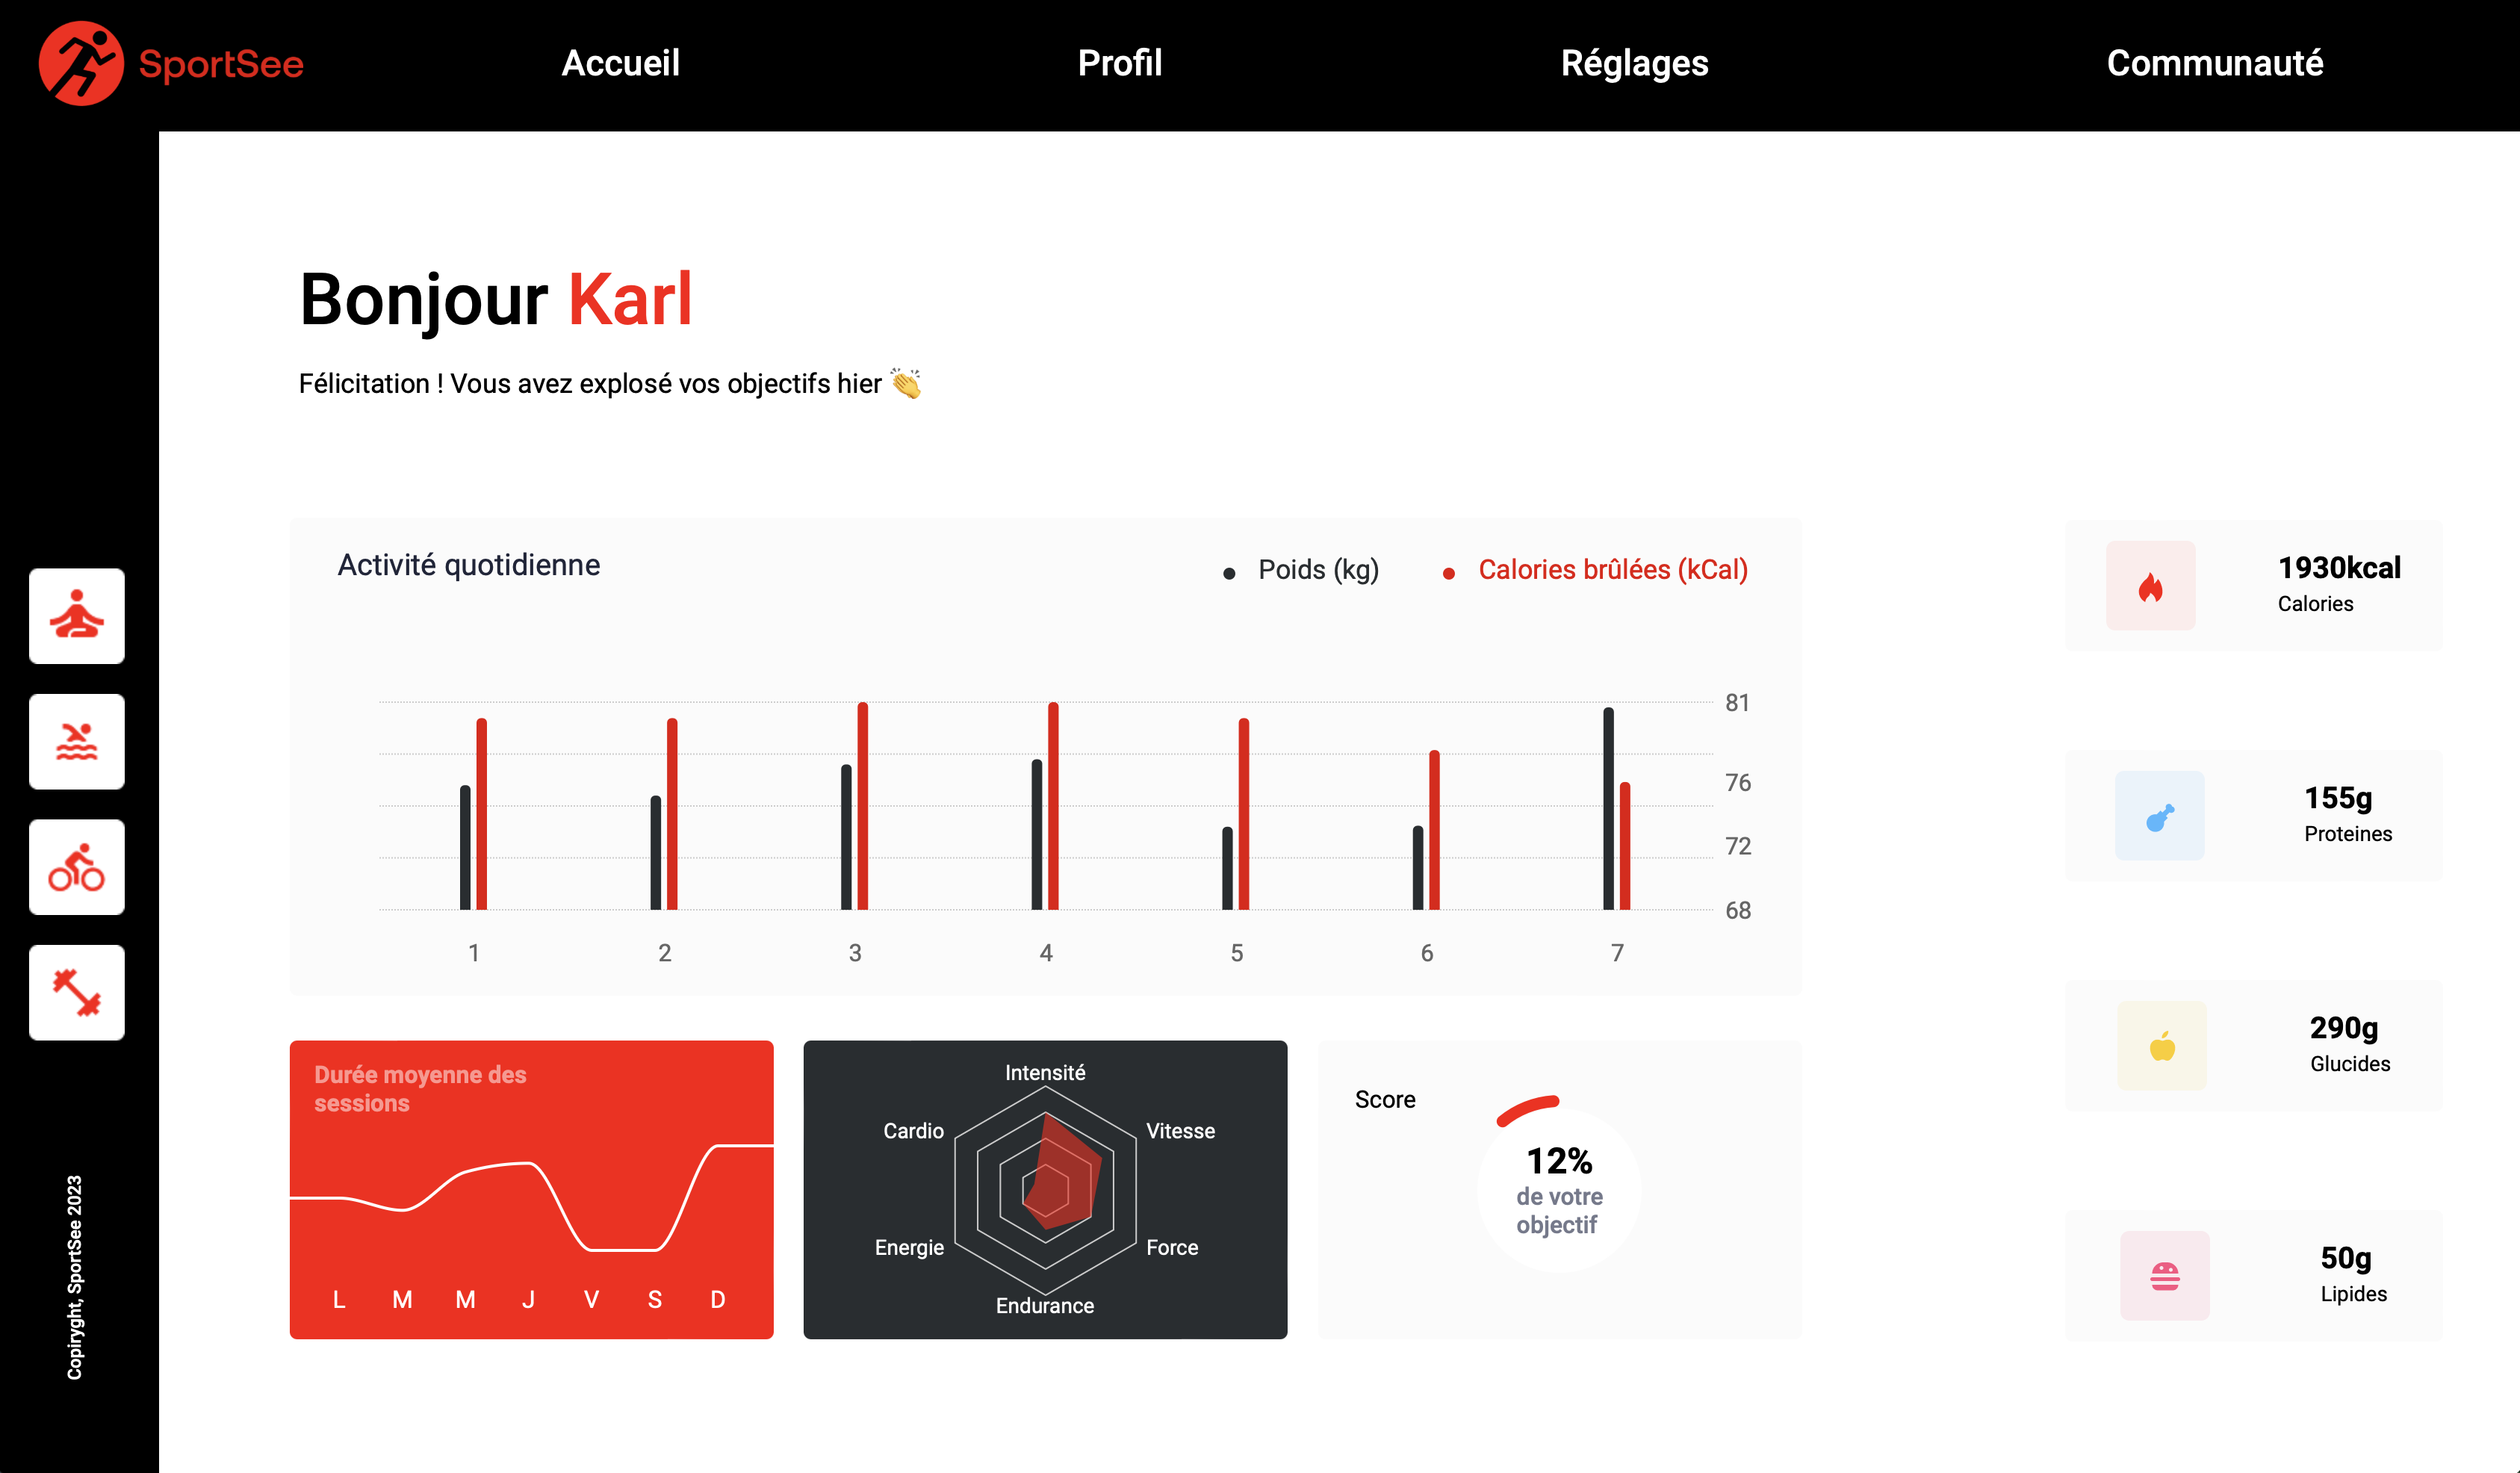 SportSee
Accueil
Profil
Réglages
Communauté
Bonjour Karl
Félicitation ! Vous avez explosé vos objectifs hier 👏
Activité quotidienne
Poids (kg)
Calories brûlées (kCal)
81
76
72
68
1 2 3 4 5 6 7
1930kcal
Calories
155g
Proteines
290g
Glucides
50g
Lipides
Durée moyenne des
sessions
L M M J V S D
Intensité
Vitesse
Force
Endurance
Energie
Cardio
Score
12%
de votre
objectif
Copiryght, SportSee 2023